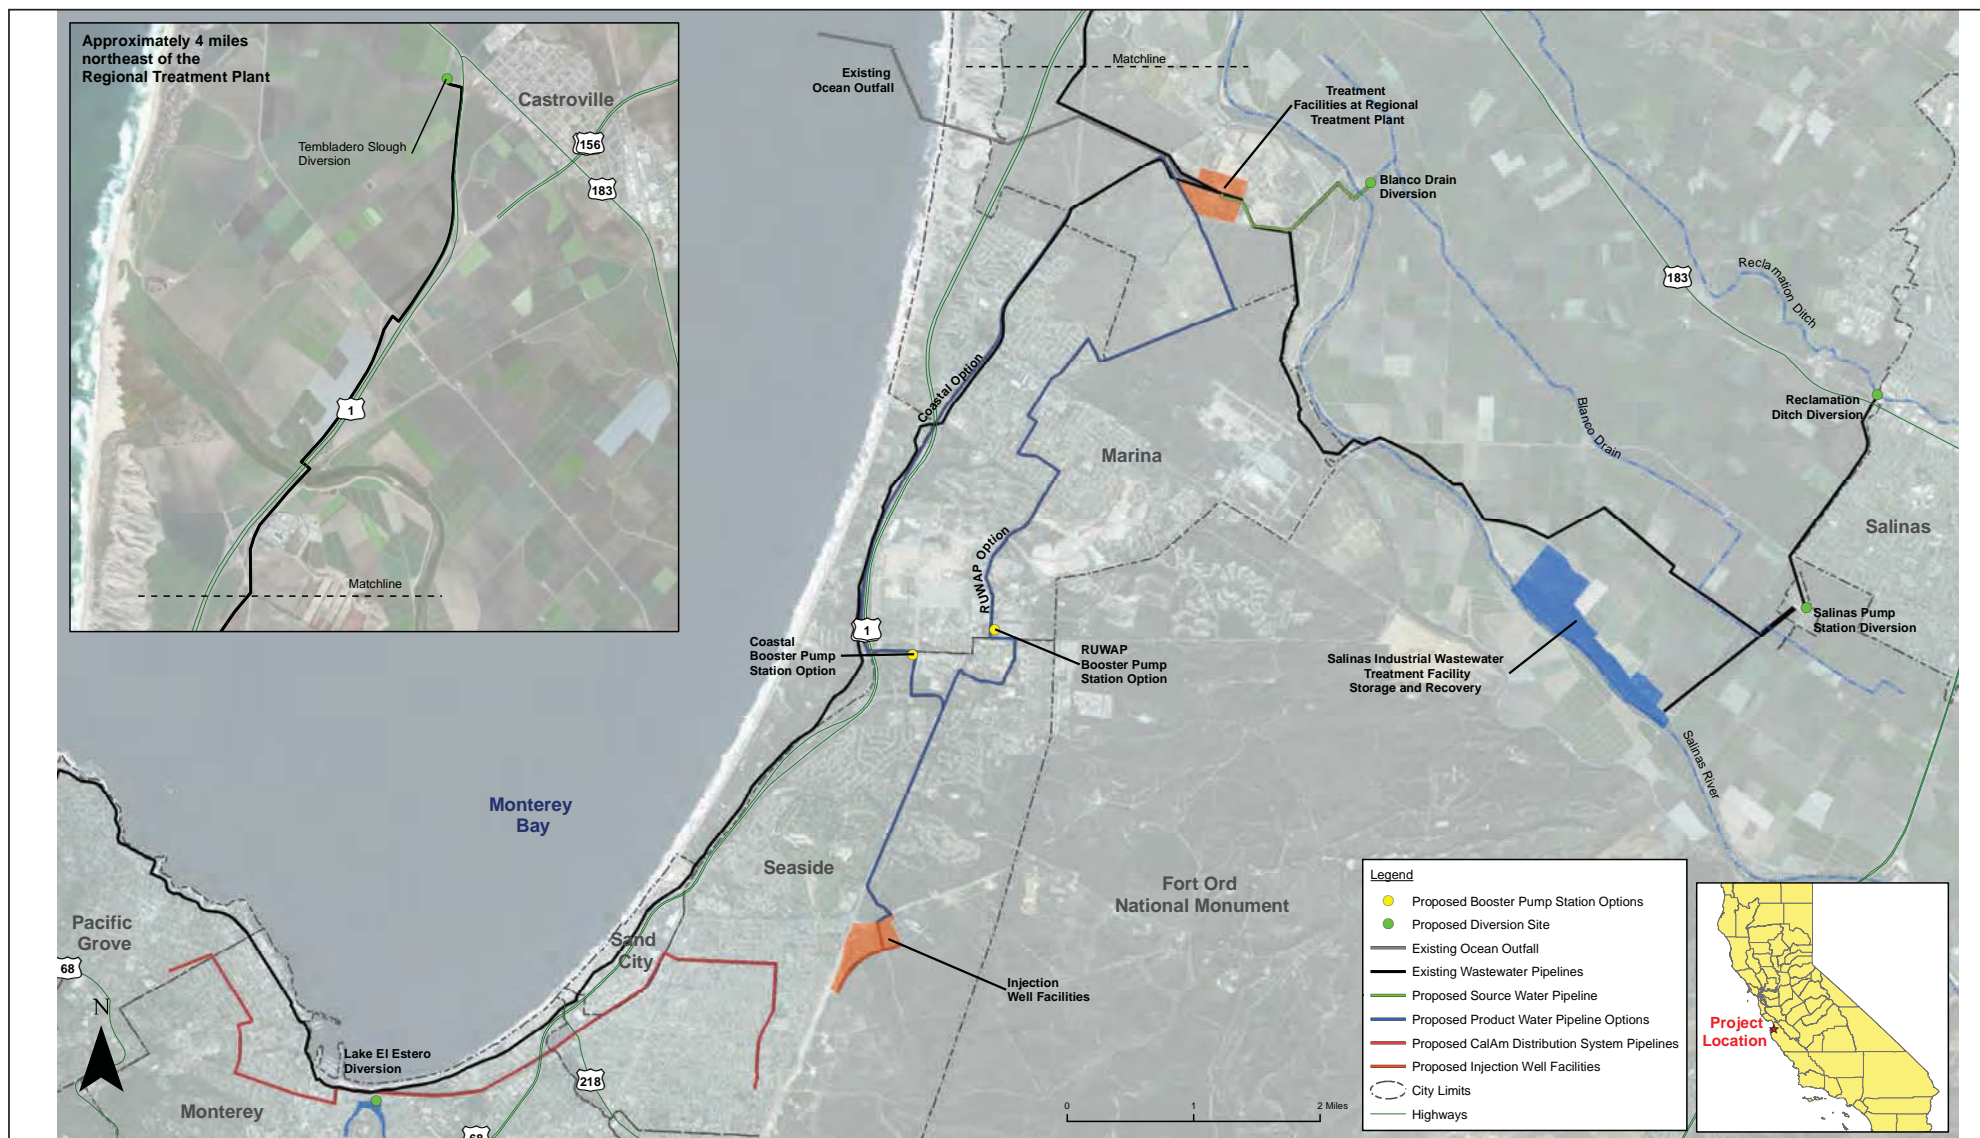 Approximately 4 miles
northeast of the
Regional Treatment Plant
Castroville
156
183
Tembladero Slough
Diversion
1
Matchline
Existing
Ocean Outfall
Matchline
Treatment
Facilities at Regional
Treatment Plant
Blanco Drain
Diversion
183
Reclamation Ditch
Reclamation
Ditch Diversion
Coastal Option
Marina
Blanco Drain
Salinas
RUWAP Option
1
Coastal
Booster Pump
Station Option
RUWAP
Booster Pump
Station Option
Salinas Pump
Station Diversion
Salinas Industrial Wastewater
Treatment Facility
Storage and Recovery
Salinas River
Monterey
Bay
Seaside
Fort Ord
National Monument
Pacific
Grove
Sand
City
68
N
Injection
Well Facilities
Lake El Estero
Diversion
218
Monterey
68
0
1
2 Miles
Legend
Proposed Booster Pump Station Options
Proposed Diversion Site
Existing Ocean Outfall
Existing Wastewater Pipelines
Proposed Source Water Pipeline
Proposed Product Water Pipeline Options
Proposed CalAm Distribution System Pipelines
Proposed Injection Well Facilities
City Limits
Highways
Project
Location